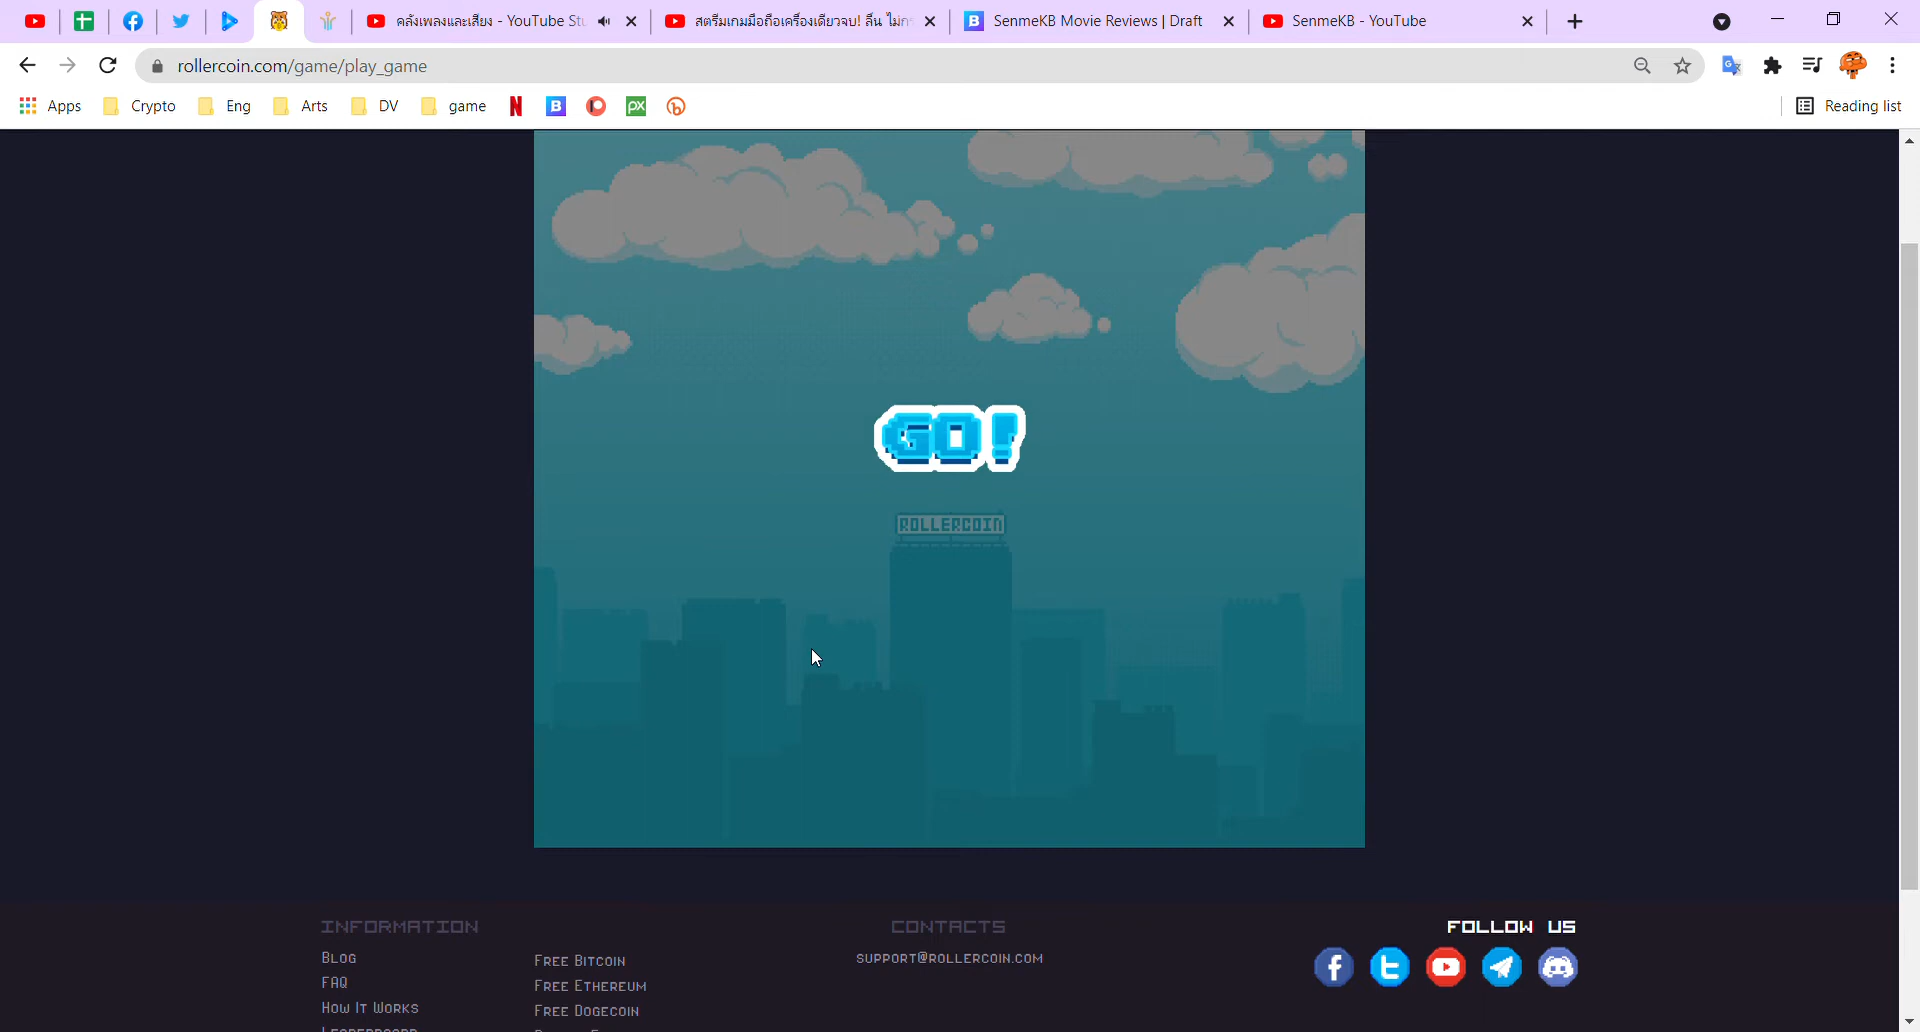 คลังเพลงและเสียง - YouTube Stu
สตรีมเกมมือถือเครื่องเดียวจบ! ลื่น ไม่กร
SenmeKB Movie Reviews | Draft
SenmeKB - YouTube
rollercoin.com/game/play_game
Apps
Crypto
Eng
Arts
DV
game
Reading list
GO!
ROLLERCOIN
INFORMATION
CONTACTS
FOLLOW US
BLOG
FREE BITCOIN
SUPPORT@ROLLERCOIN.COM
FAQ
FREE ETHEREUM
HOW IT WORKS
FREE DOGECOIN